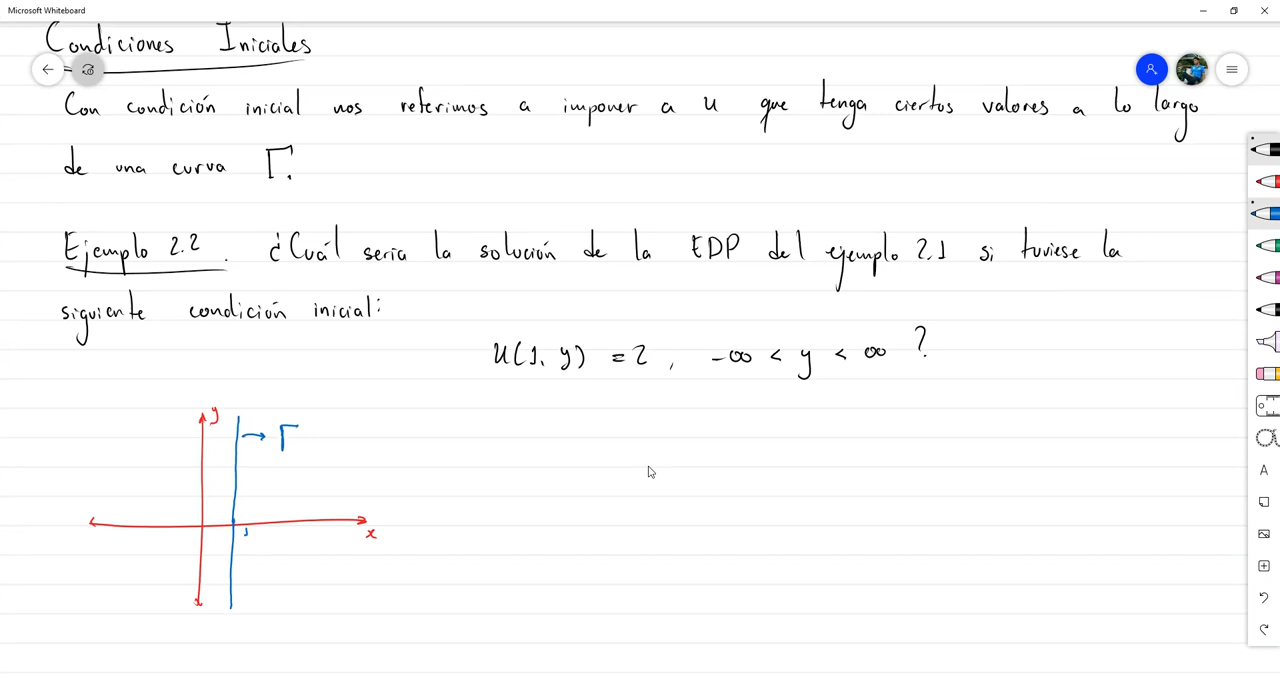 Microsoft Whiteboard
Condiciones Iniciales
Con condición inicial nos referimos a imponer a u que tenga ciertos valores a lo largo
de una curva Γ.
Ejemplo 2.2. ¿Cuál sería la solución de la EDP del ejemplo 2.1 si tuviese la
siguiente condición inicial:
u(1, y) = 2, -∞ < y < ∞ ?
y
→ Γ
1
x
A